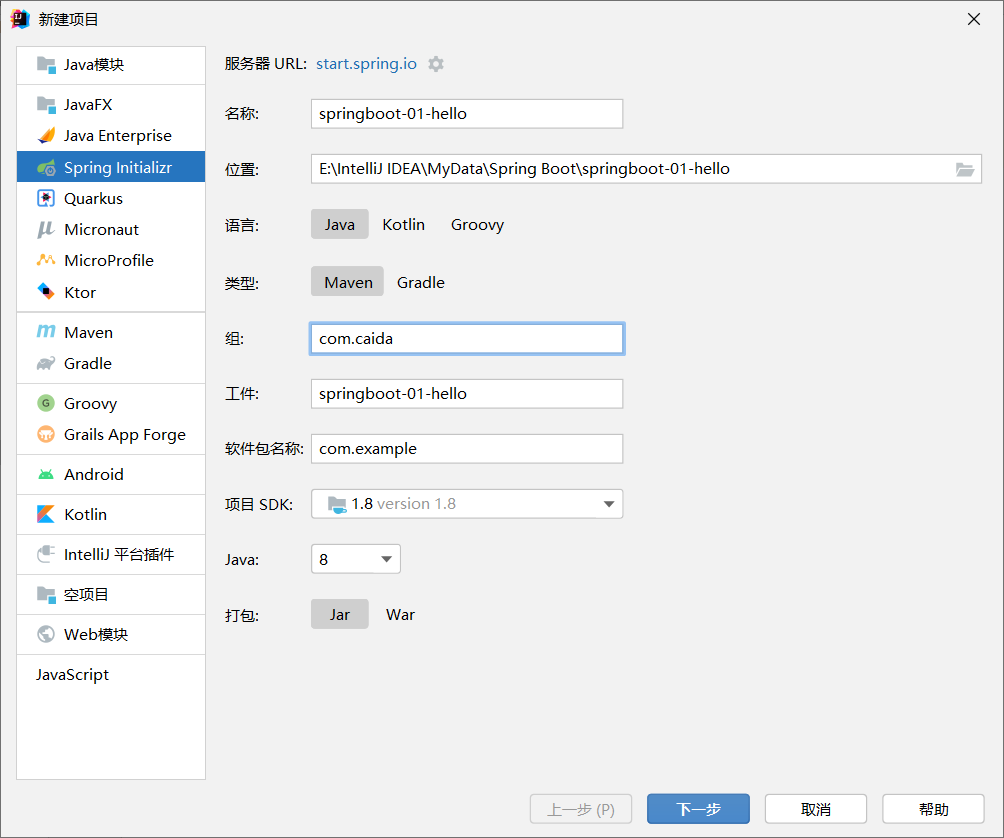 新建项目
Java模块
JavaFX
Java Enterprise
Spring Initializr
Quarkus
Micronaut
MicroProfile
Ktor
Maven
Gradle
Groovy
Grails App Forge
Android
Kotlin
IntelliJ 平台插件
空项目
Web模块
JavaScript
服务器 URL: start.spring.io
名称: springboot-01-hello
位置: E:\IntelliJ IDEA\MyData\Spring Boot\springboot-01-hello
语言: Java Kotlin Groovy
类型: Maven Gradle
组: com.caida
工件: springboot-01-hello
软件包名称: com.example
项目 SDK: 1.8 version 1.8
Java: 8
打包: Jar War
上一步 (P) 下一步 取消 帮助